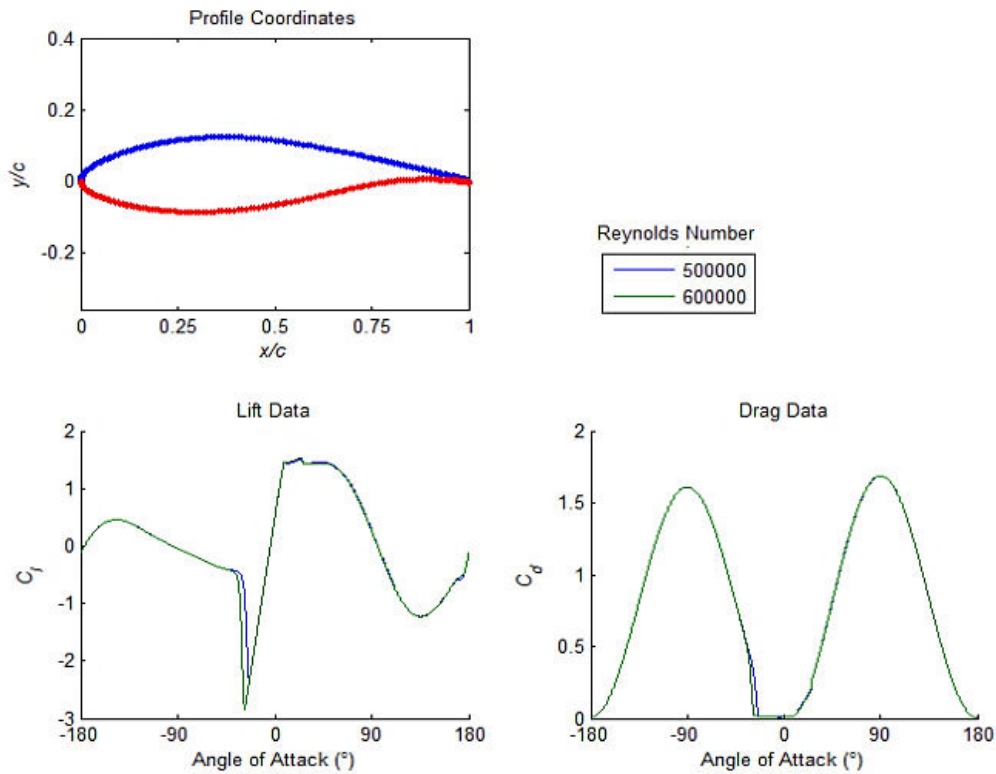 Profile Coordinates
0.4
0.2
0
-0.2
y/c
0 0.25 0.5 0.75 1
x/c
Reynolds Number
500000
600000
Lift Data
2
1
0
-1
-2
-3
C_l
-180 -90 0 90 180
Angle of Attack (°)
Drag Data
2
1.5
1
0.5
0
C_d
-180 -90 0 90 180
Angle of Attack (°)